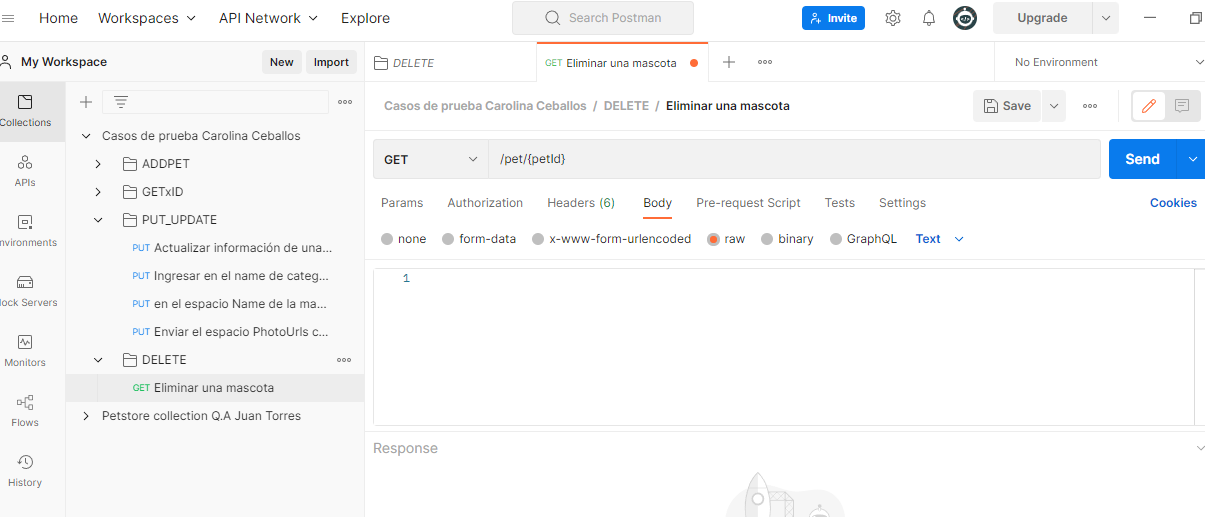 Home Workspaces API Network Explore Search Postman Invite Upgrade
My Workspace New Import
DELETE GET Eliminar una mascota No Environment
Casos de prueba Carolina Ceballos / DELETE / Eliminar una mascota Save
Collections
APIs
nvironments
lock Servers
Monitors
Flows
History
Casos de prueba Carolina Ceballos
ADDPET
GETxID
PUT_UPDATE
PUT Actualizar información de una...
PUT Ingresar en el name de categ...
PUT en el espacio Name de la ma...
PUT Enviar el espacio PhotoUrls c...
DELETE
GET Eliminar una mascota
Petstore collection Q.A Juan Torres
GET /pet/{petId} Send
Params Authorization Headers (6) Body Pre-request Script Tests Settings Cookies
none form-data x-www-form-urlencoded raw binary GraphQL Text
1
Response